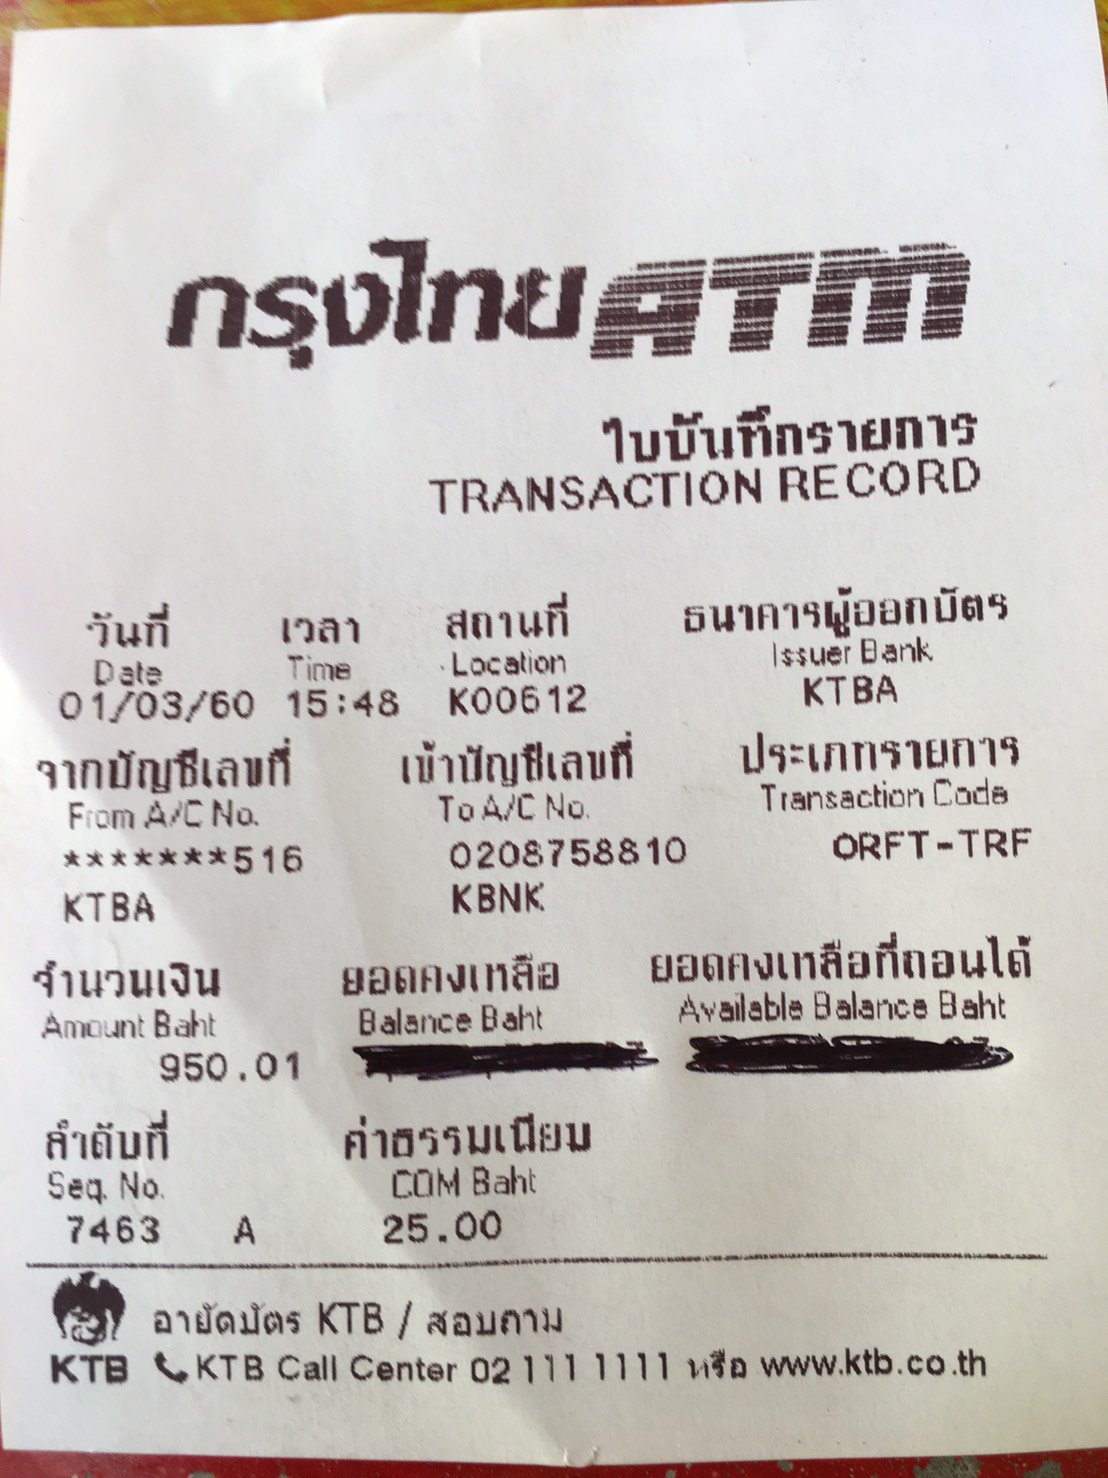 กรุงไทย ATM
ใบบันทึกรายการ
TRANSACTION RECORD
วันที่ เวลา สถานที่ ธนาคารผู้ออกบัตร
Date Time Location Issuer Bank
01/03/60 15:48 K00612 KTBA
จากบัญชีเลขที่ เข้าบัญชีเลขที่ ประเภทรายการ
From A/C No. To A/C No. Transaction Code
*******516 0208758810 ORFT-TRF
KTBA KBNK
จำนวนเงิน ยอดคงเหลือ ยอดคงเหลือที่ถอนได้
Amount Baht Balance Baht Available Balance Baht
950.01
ลำดับที่ ค่าธรรมเนียม
Seq. No. COM Baht
7463 A 25.00
อายัดบัตร KTB / สอบถาม
KTB KTB Call Center 02 111 1111 หรือ www.ktb.co.th